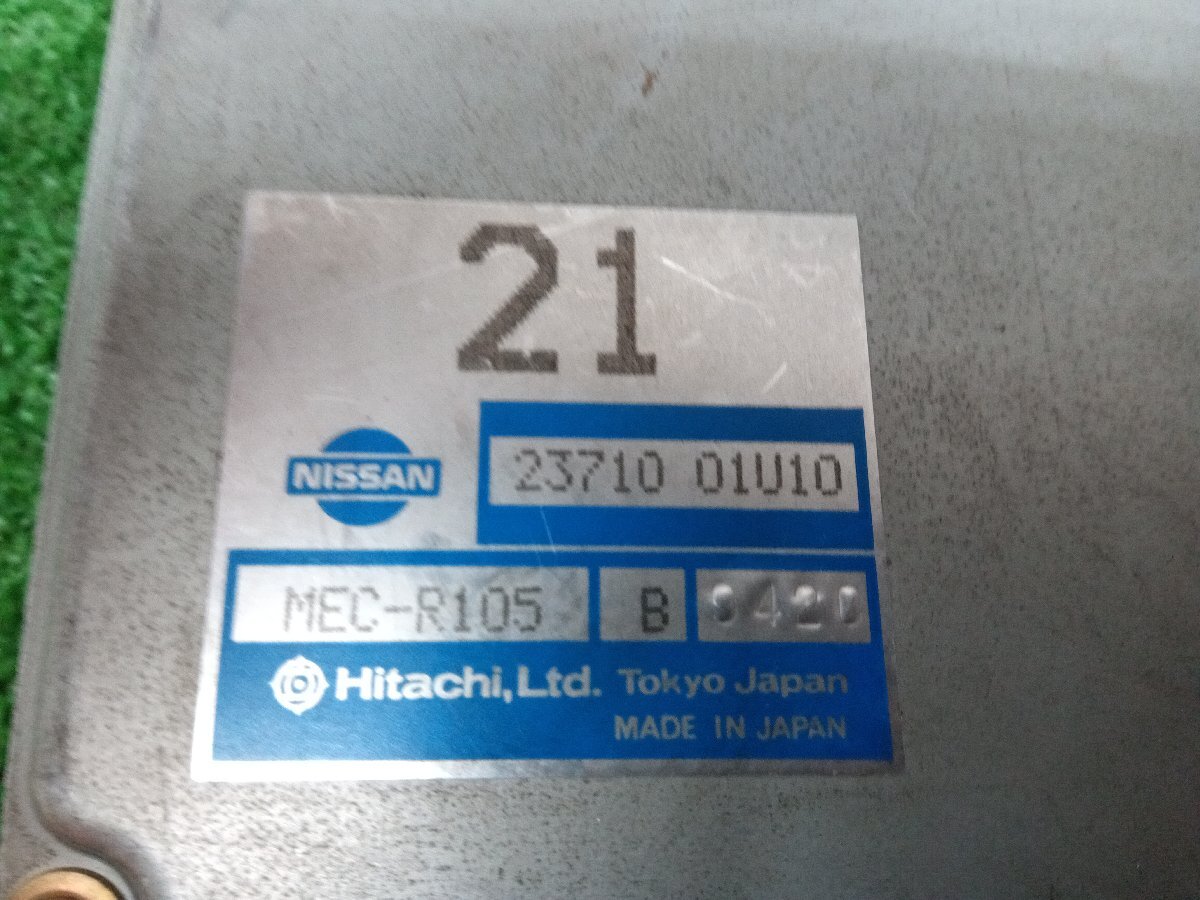 21
NISSAN
23710 01U10
MEC-R105 B
Hitachi, Ltd. Tokyo Japan
MADE IN JAPAN